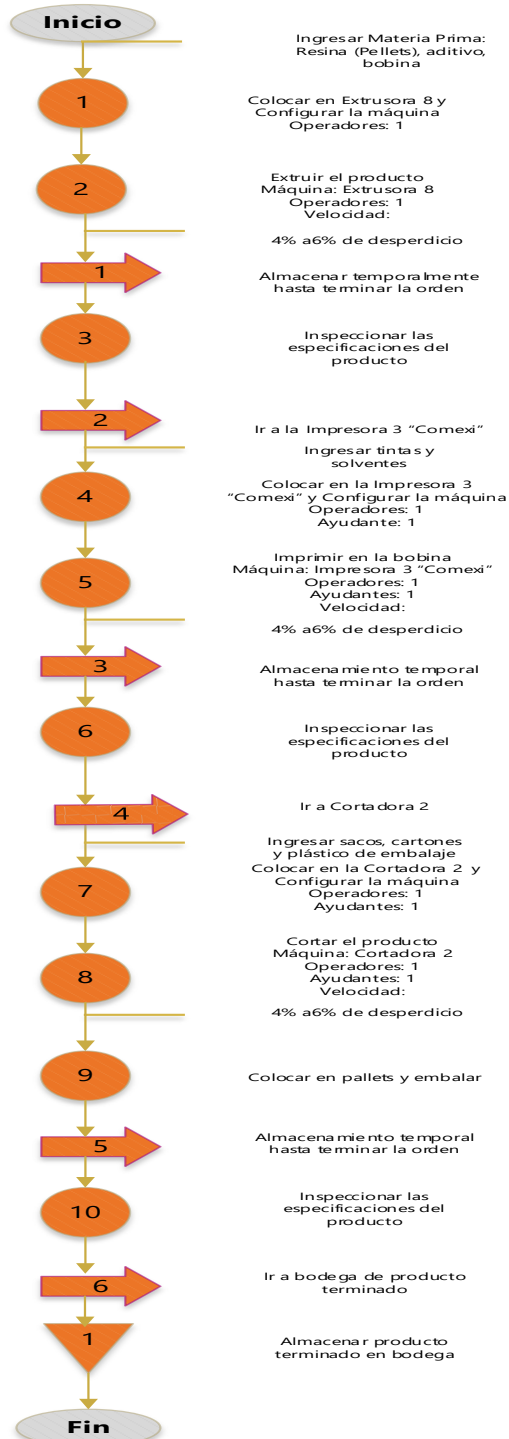 Inicio
Ingresar Materia Prima:
Resina (Pellets), aditivo,
bobina
1
Colocar en Extrusora 8 y
Configurar la máquina
Operadores: 1
2
Extruir el producto
Máquina: Extrusora 8
Operadores: 1
Velocidad:
4% a6% de desperdicio
1
Almacenar temporalmente
hasta terminar la orden
3
Inspeccionar las
especificaciones del
producto
2
Ir a la Impresora 3 “Comexi”
Ingresar tintas y
solventes
4
Colocar en la Impresora 3
“Comexi” y Configurar la máquina
Operadores: 1
Ayudante: 1
5
Imprimir en la bobina
Máquina: Impresora 3 “Comexi”
Operadores: 1
Ayudantes: 1
Velocidad:
4% a6% de desperdicio
3
Almacenamiento temporal
hasta terminar la orden
6
Inspeccionar las
especificaciones del
producto
4
Ir a Cortadora 2
Ingresar sacos, cartones
y plástico de embalaje
7
Colocar en la Cortadora 2 y
Configurar la máquina
Operadores: 1
Ayudantes: 1
8
Cortar el producto
Máquina: Cortadora 2
Operadores: 1
Ayudantes: 1
Velocidad:
4% a6% de desperdicio
9
Colocar en pallets y embalar
5
Almacenamiento temporal
hasta terminar la orden
10
Inspeccionar las
especificaciones del
producto
6
Ir a bodega de producto
terminado
1
Almacenar producto
terminado en bodega
Fin